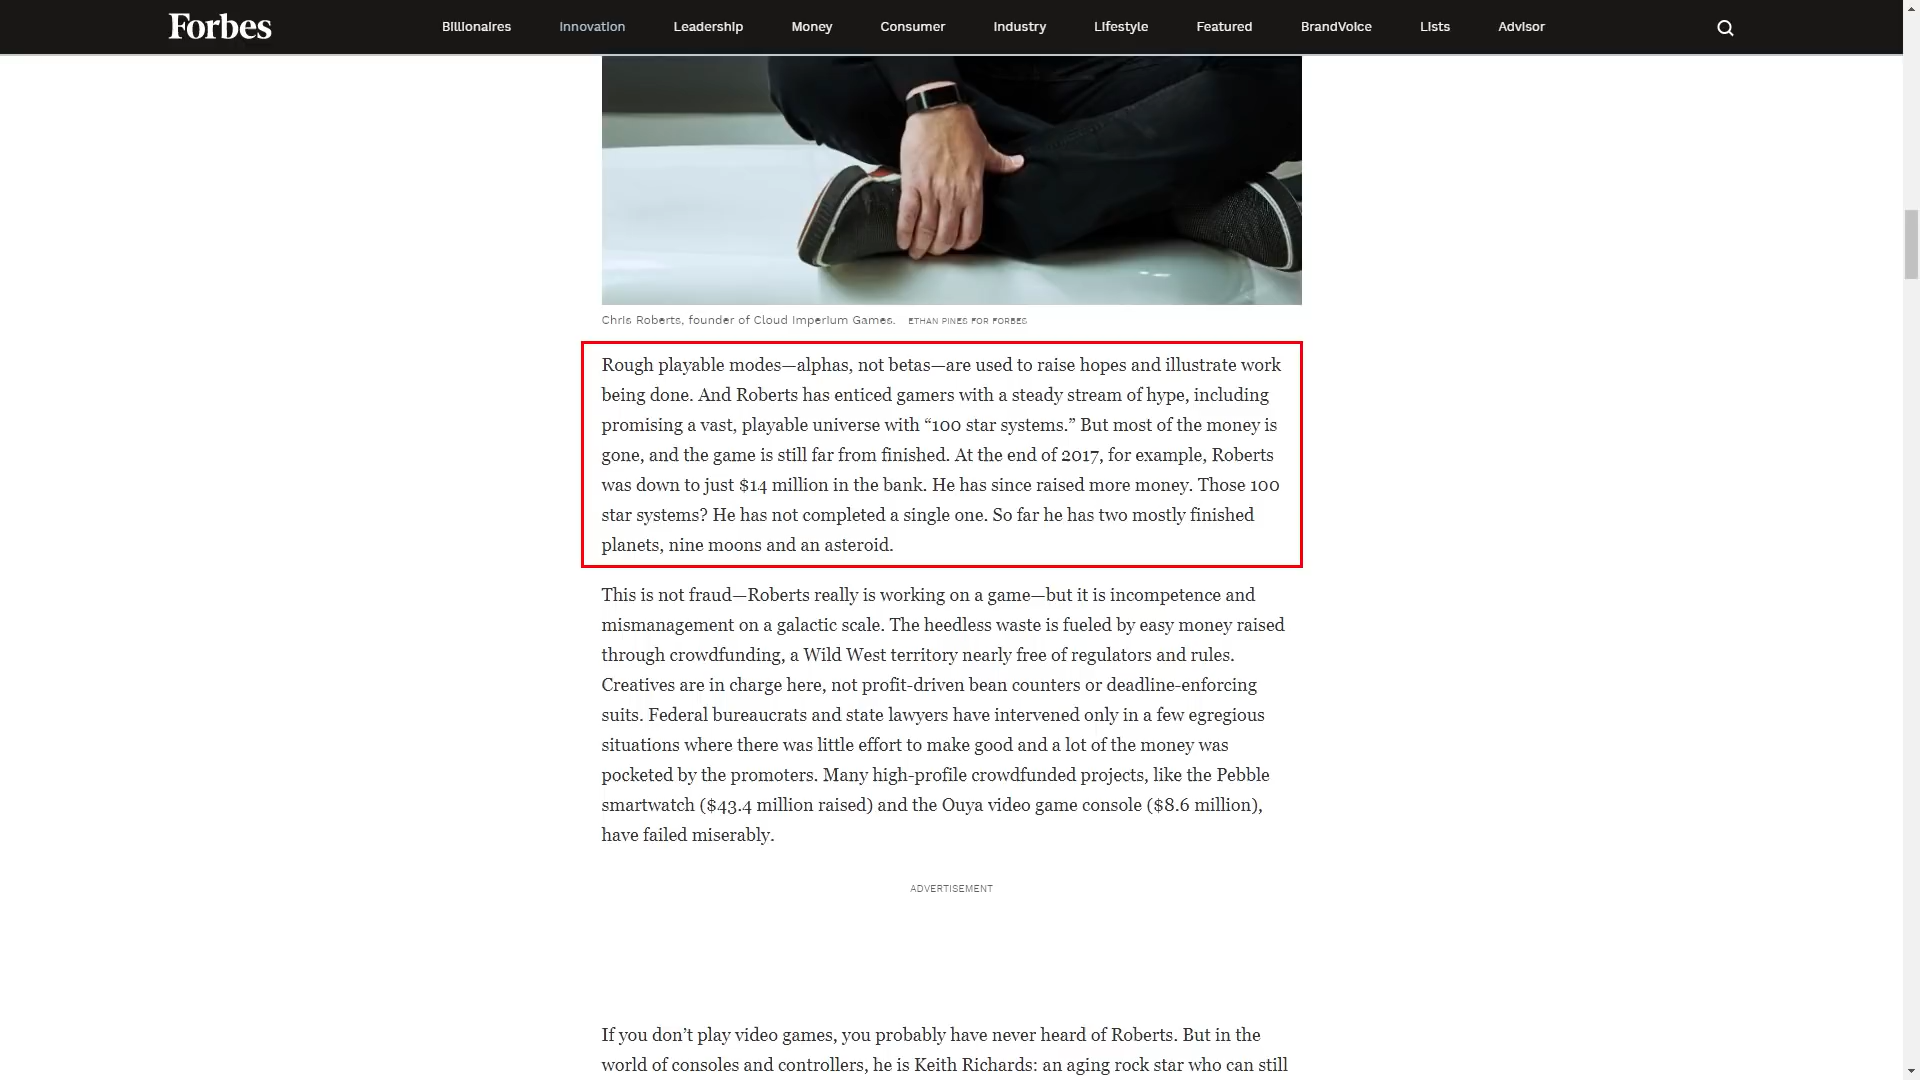 Forbes
Billionaires Innovation Leadership Money Consumer Industry Lifestyle Featured BrandVoice Lists Advisor
Chris Roberts, founder of Cloud Imperium Games. ETHAN PINES FOR FORBES
Rough playable modes—alphas, not betas—are used to raise hopes and illustrate work
being done. And Roberts has enticed gamers with a steady stream of hype, including
promising a vast, playable universe with “100 star systems.” But most of the money is
gone, and the game is still far from finished. At the end of 2017, for example, Roberts
was down to just $14 million in the bank. He has since raised more money. Those 100
star systems? He has not completed a single one. So far he has two mostly finished
planets, nine moons and an asteroid.
This is not fraud—Roberts really is working on a game—but it is incompetence and
mismanagement on a galactic scale. The heedless waste is fueled by easy money raised
through crowdfunding, a Wild West territory nearly free of regulators and rules.
Creatives are in charge here, not profit-driven bean counters or deadline-enforcing
suits. Federal bureaucrats and state lawyers have intervened only in a few egregious
situations where there was little effort to make good and a lot of the money was
pocketed by the promoters. Many high-profile crowdfunded projects, like the Pebble
smartwatch ($43.4 million raised) and the Ouya video game console ($8.6 million),
have failed miserably.
ADVERTISEMENT
If you don’t play video games, you probably have never heard of Roberts. But in the
world of consoles and controllers, he is Keith Richards: an aging rock star who can still